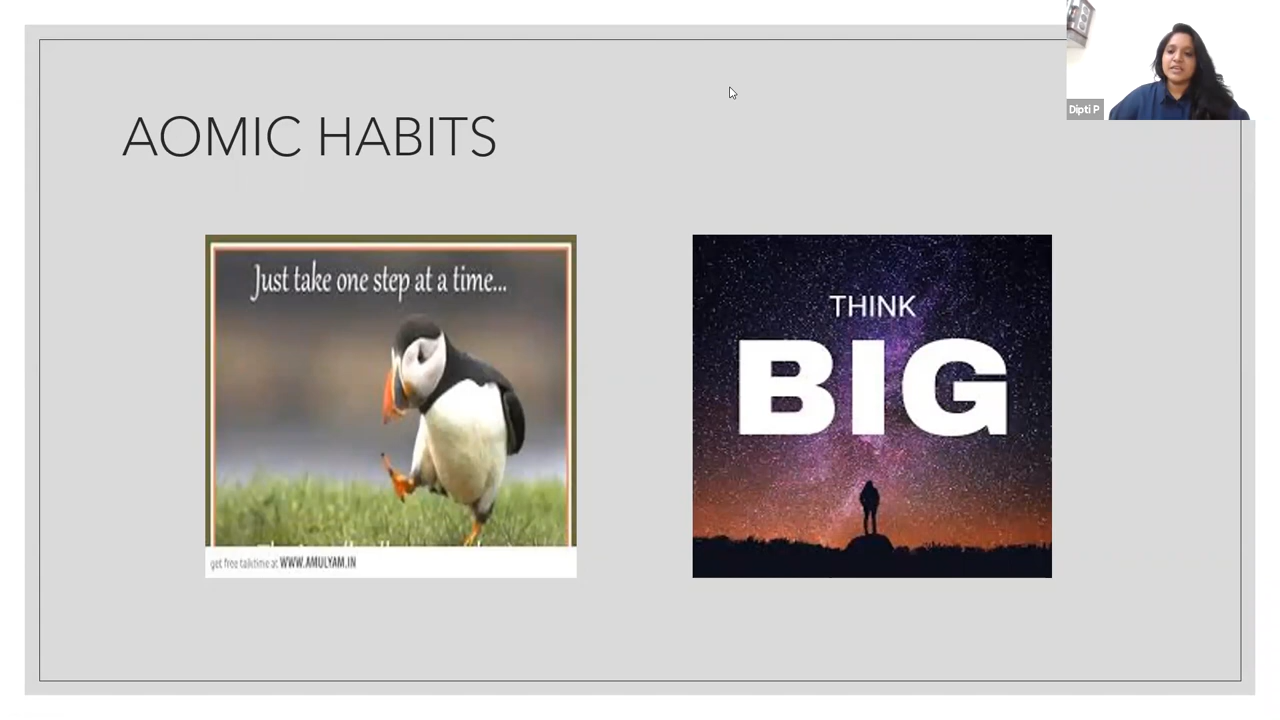 AOMIC HABITS
Dipti P
Just take one step at a time...
get free talktime at WWW.AMULYAM.IN
THINK
BIG